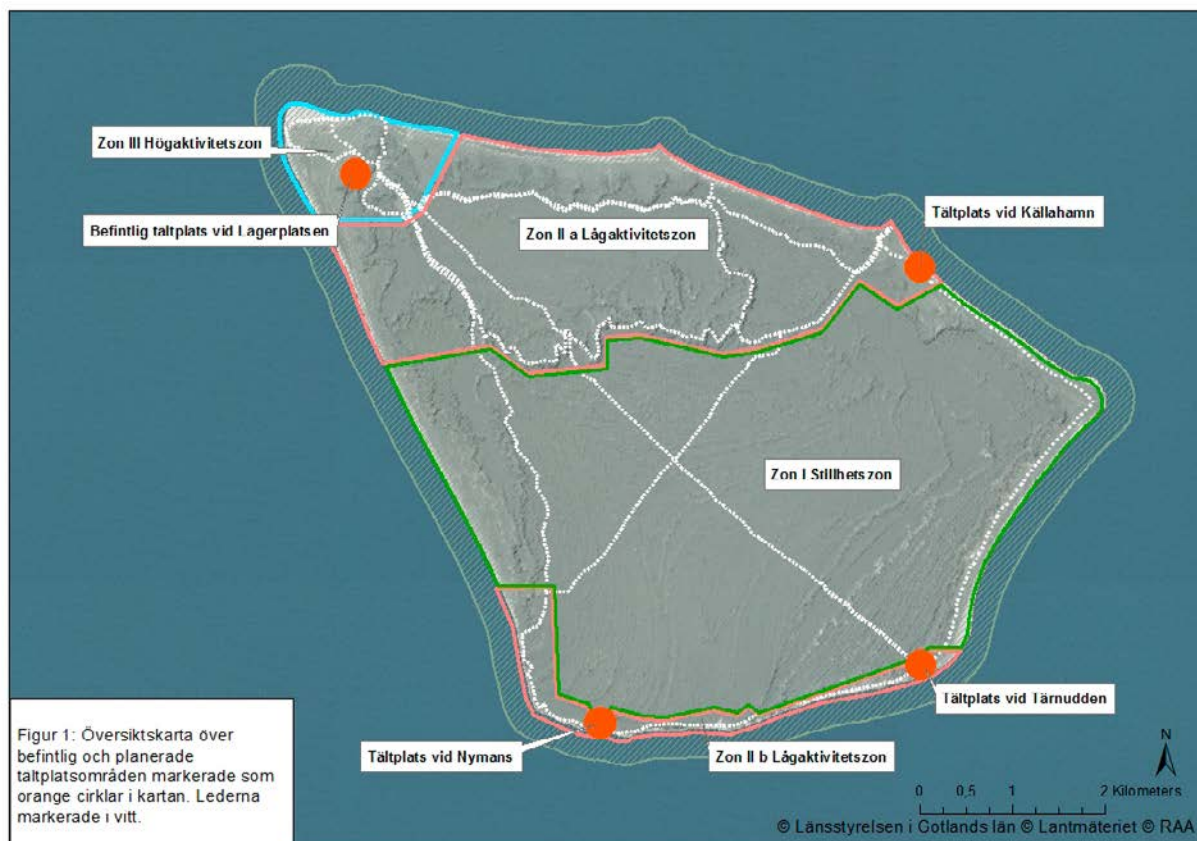 Zon III Högaktivitetszon
Befintlig tältplats vid Lägerplatsen
Zon II a Lågaktivitetszon
Tältplats vid Källahamn
Zon I Stillhetszon
Tältplats vid Tärnudden
Tältplats vid Nymans
Zon II b Lågaktivitetszon
Figur 1: Översiktskarta över
befintlig och planerade
tältplatsområden markerade som
orange cirklar i kartan. Lederna
markerade i vitt.
N
0 0,5 1 2 Kilometers
© Länsstyrelsen i Gotlands län © Lantmäteriet © RAÄ